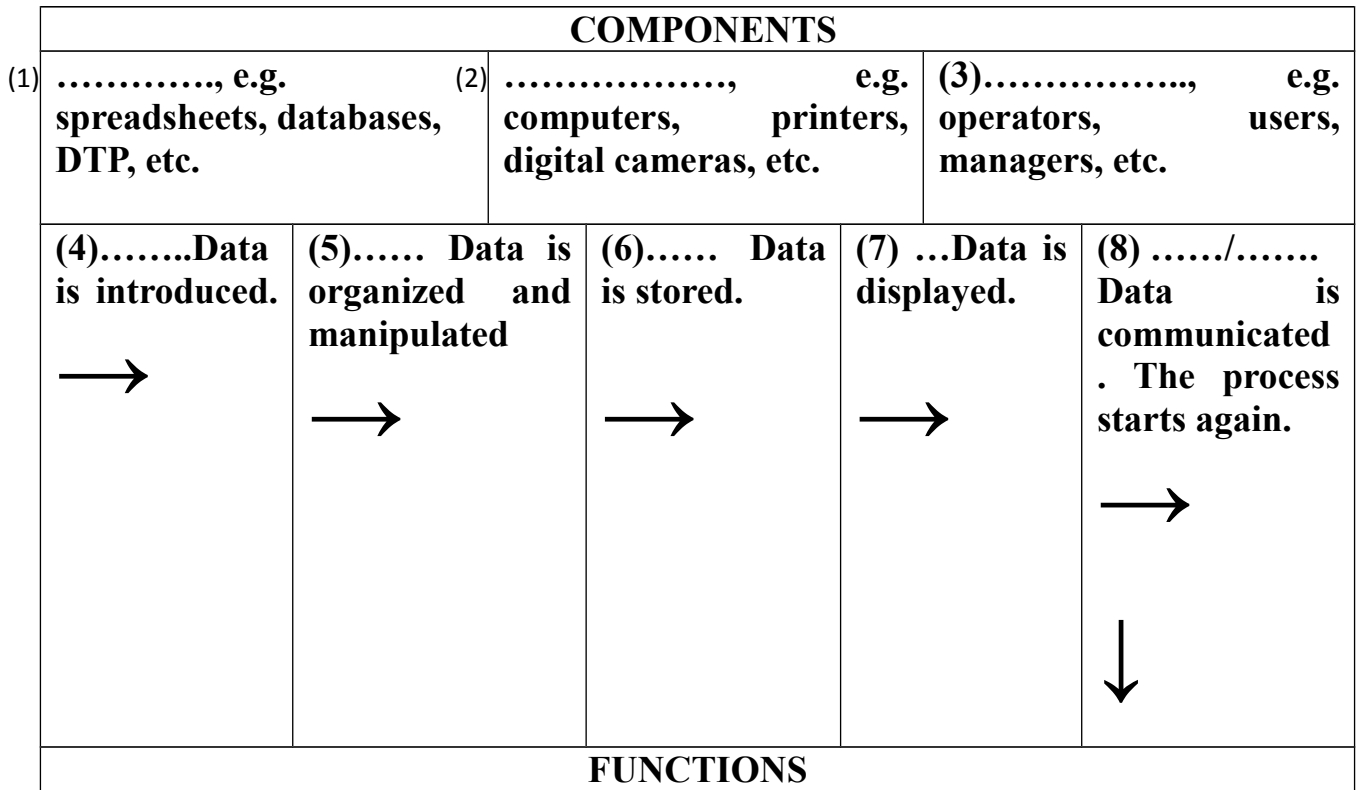 COMPONENTS
(1) …………., e.g.
spreadsheets, databases,
DTP, etc.
(2) ………………, e.g.
computers, printers,
digital cameras, etc.
(3)…………….., e.g.
operators, users,
managers, etc.
(4)……..Data
is introduced.
(5)…… Data is
organized and
manipulated
(6)…… Data
is stored.
(7) …Data is
displayed.
(8) ……/…….
Data is
communicated
. The process
starts again.
FUNCTIONS